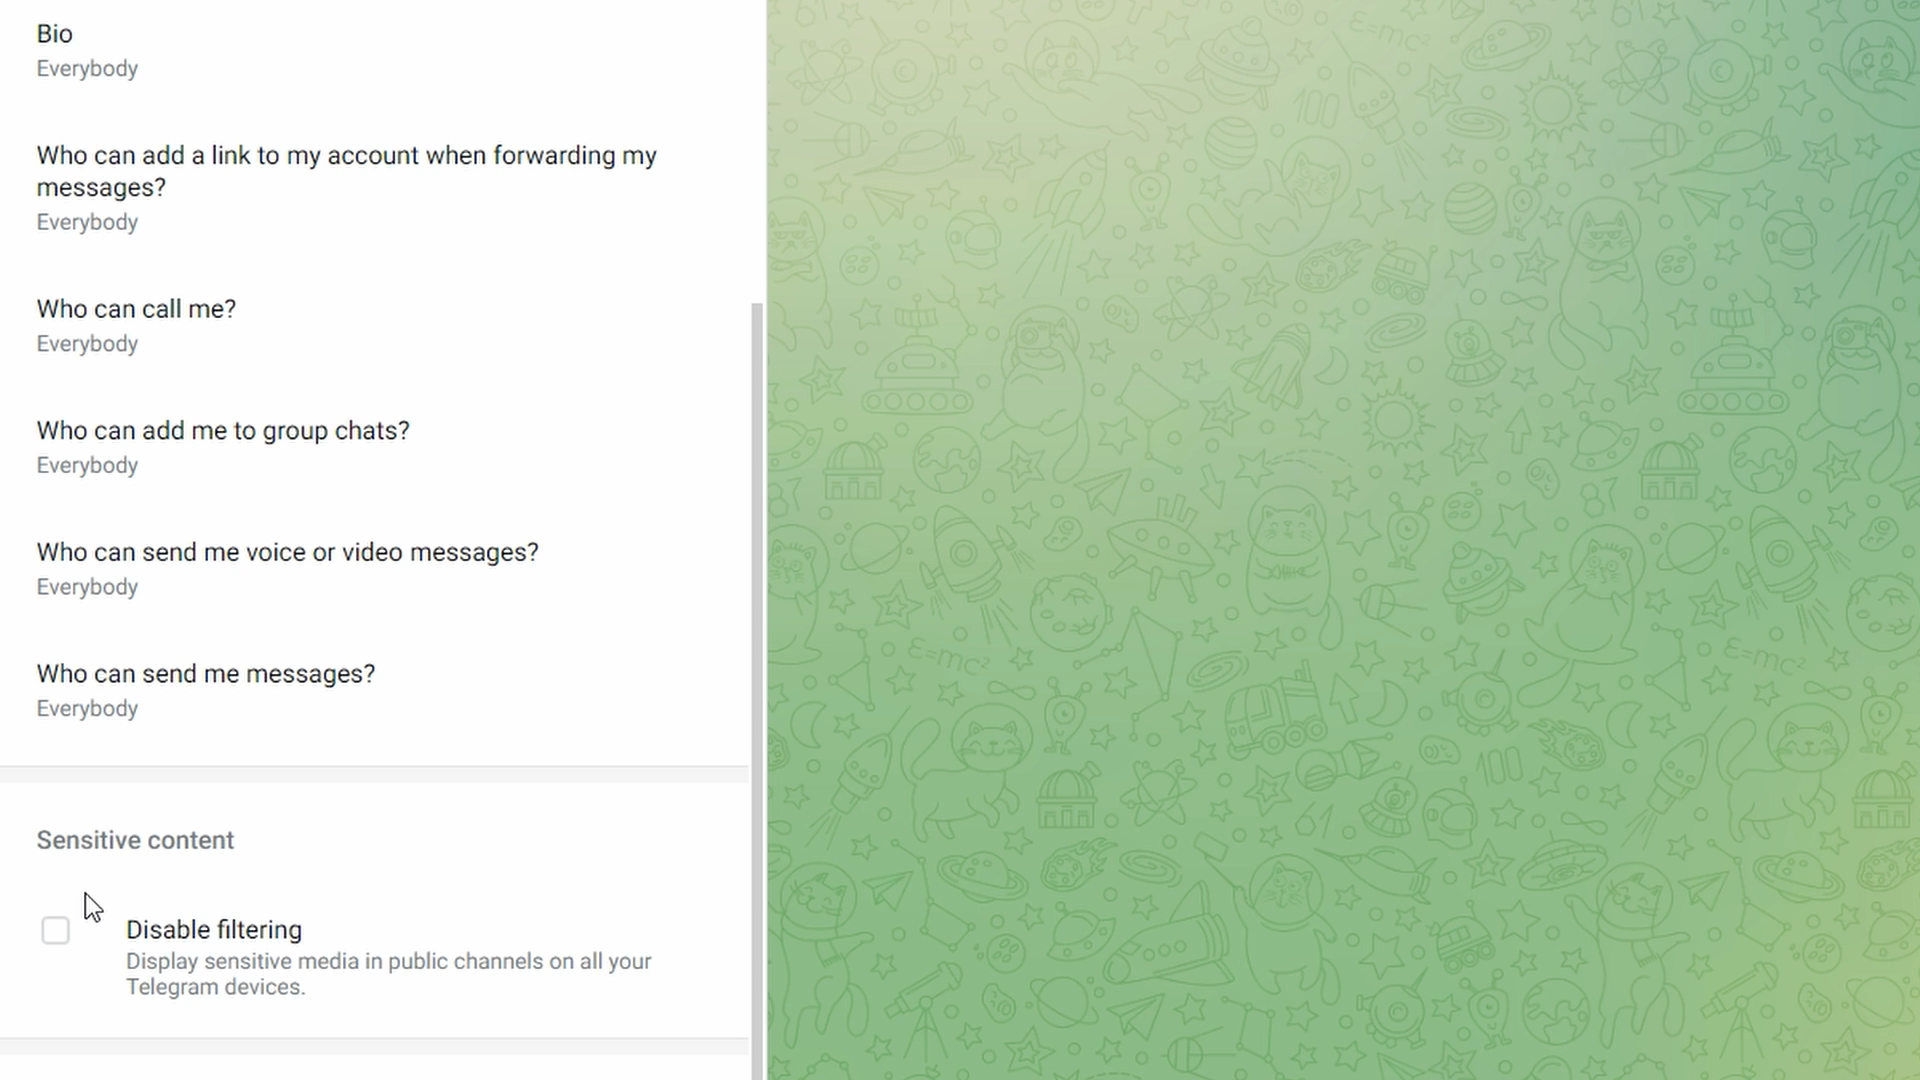 Bio
Everybody
Who can add a link to my account when forwarding my
messages?
Everybody
Who can call me?
Everybody
Who can add me to group chats?
Everybody
Who can send me voice or video messages?
Everybody
Who can send me messages?
Everybody
Sensitive content
Disable filtering
Display sensitive media in public channels on all your
Telegram devices.
E=mc²
E=mc²
E=mc²